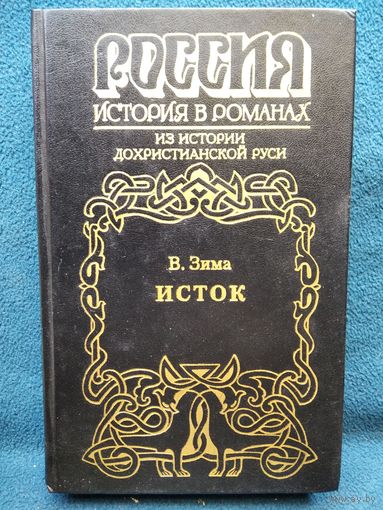 РОССИЯ
ИСТОРИЯ В РОМАНАХ
ИЗ ИСТОРИИ
ДОХРИСТИАНСКОЙ РУСИ
В. Зима
ИСТОК